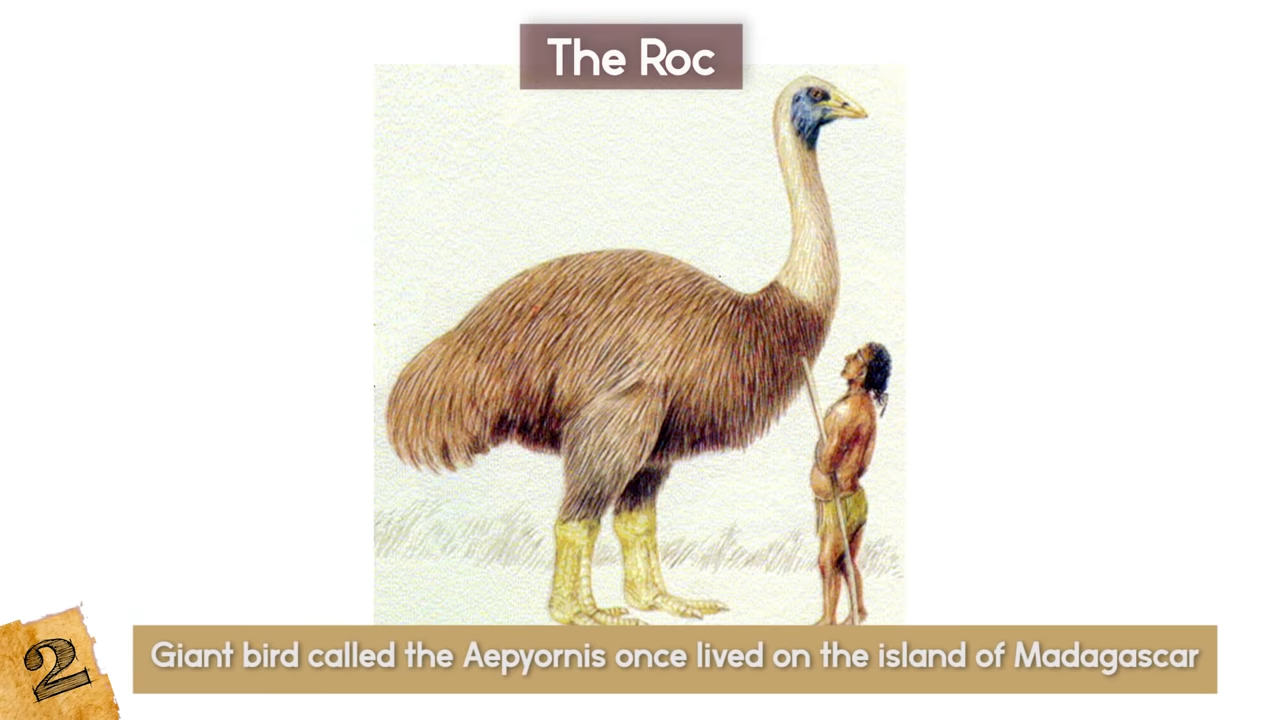 The Roc
Giant bird called the Aepyornis once lived on the island of Madagascar
2